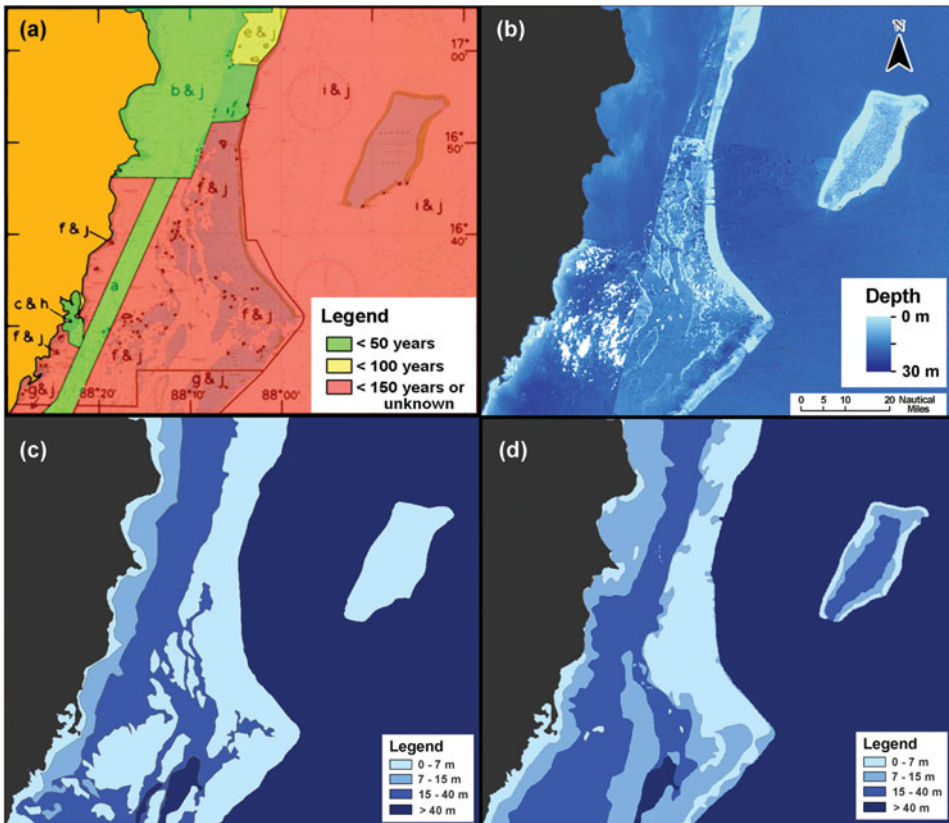 (a)
e & j
17°
00'
b & j
i & j
16°
50'
f & j
i & j
f & j
16°
40'
a
c & h
f & j
f & j
f & j
g & j
g & j
88° 20'
88° 10'
88° 00'
Legend
< 50 years
< 100 years
< 150 years or
unknown
(b)
N
Depth
0 m
30 m
0 5 10 20 Nautical
Miles
(c)
Legend
0 - 7 m
7 - 15 m
15 - 40 m
> 40 m
(d)
Legend
0 - 7 m
7 - 15 m
15 - 40 m
> 40 m